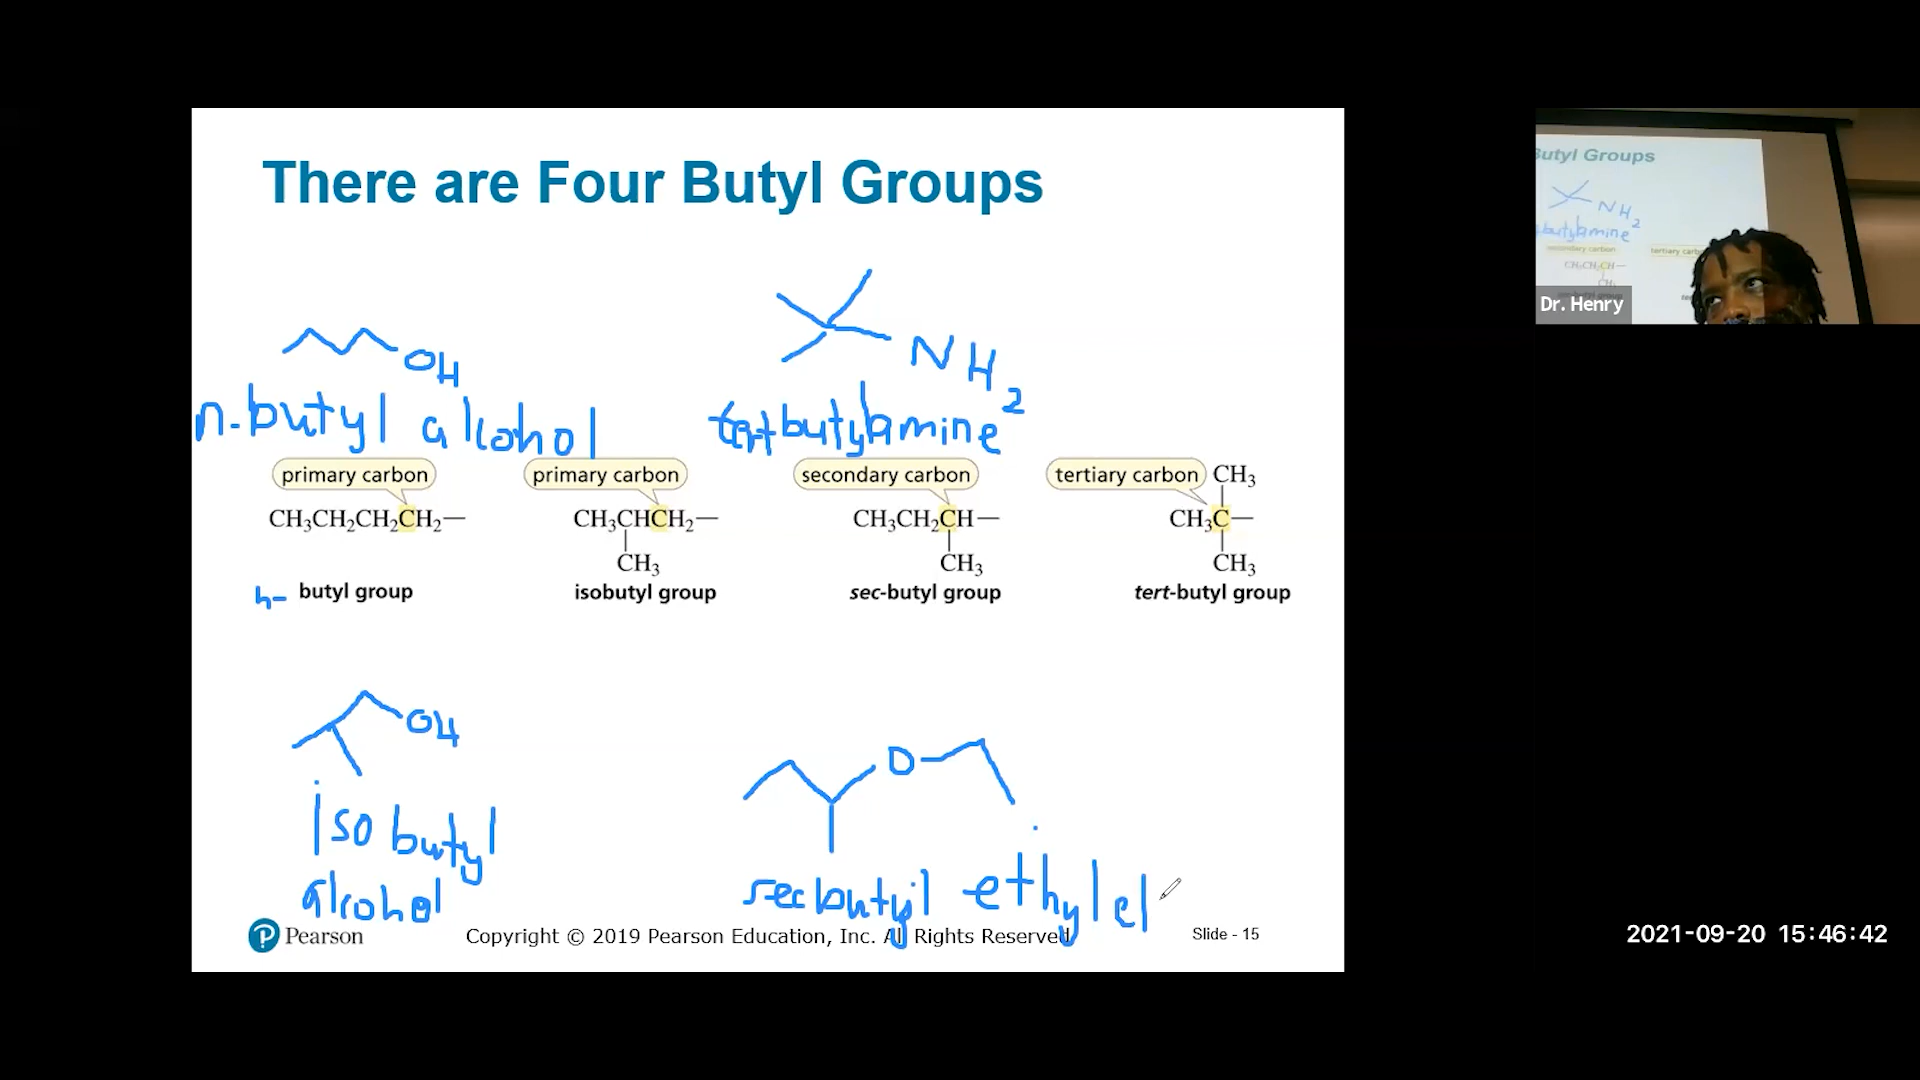 There are Four Butyl Groups
OH
n-butyl alcohol
NH2
tertbutylamine
primary carbon
CH3CH2CH2CH2—
n- butyl group
primary carbon
CH3CHCH2—
CH3
isobutyl group
secondary carbon
CH3CH2CH—
CH3
sec-butyl group
tertiary carbon
CH3
CH3C—
CH3
tert-butyl group
OH
isobutyl
alcohol
O
secbutyl ethyl
Pearson
Copyright © 2019 Pearson Education, Inc. All Rights Reserved
Slide - 15
Butyl Groups
NH2
butylamine
secondary carbon
CH3CH2CH—
CH3
Dr. Henry
2021-09-20 15:46:42